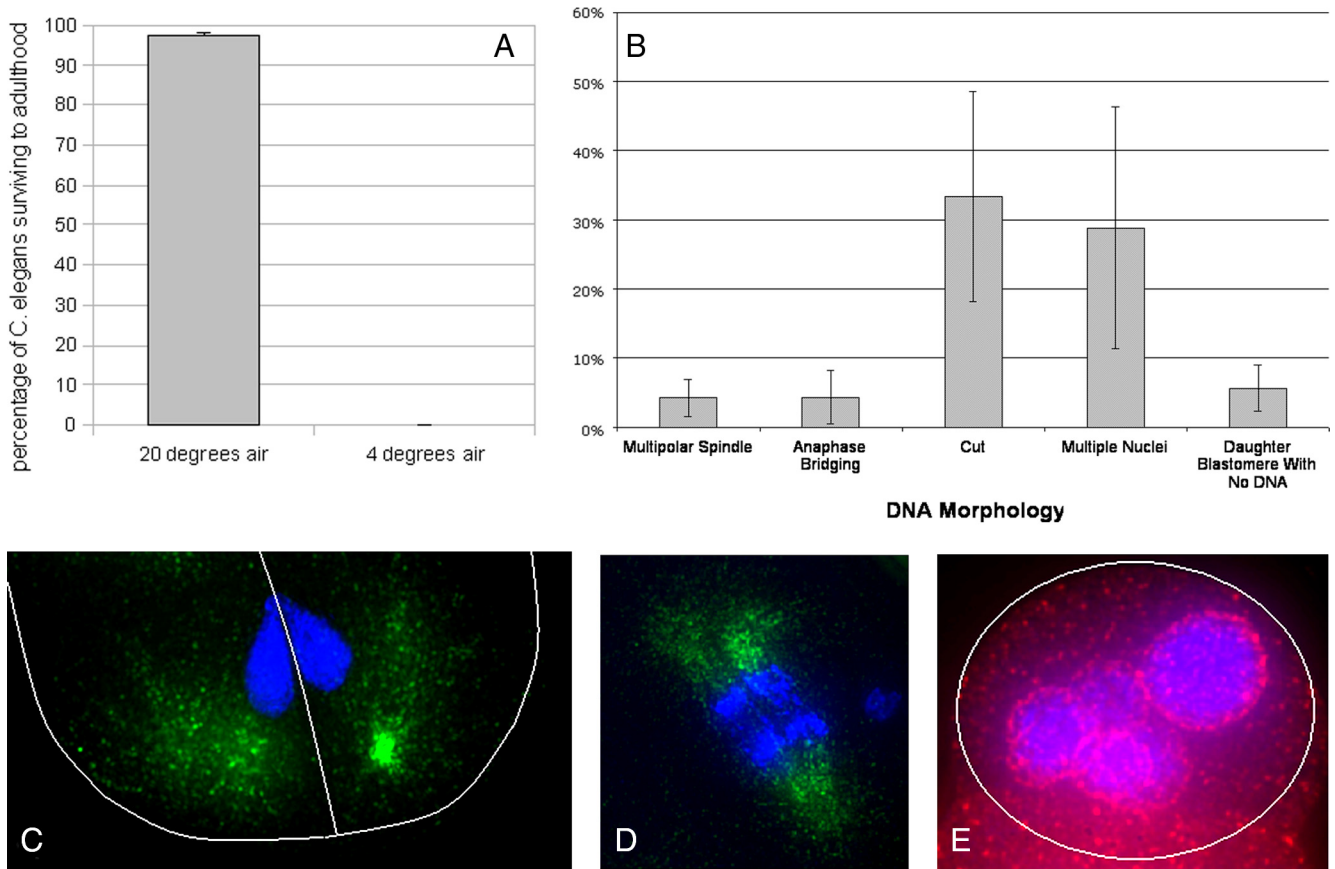 A
percentage of C. elegans surviving to adulthood
100
90
80
70
60
50
40
30
20
10
0
20 degrees air
4 degrees air
B
60%
50%
40%
30%
20%
10%
0%
Multipolar Spindle
Anaphase
Bridging
Cut
Multiple Nuclei
Daughter
Blastomere With
No DNA
DNA Morphology
C
D
E